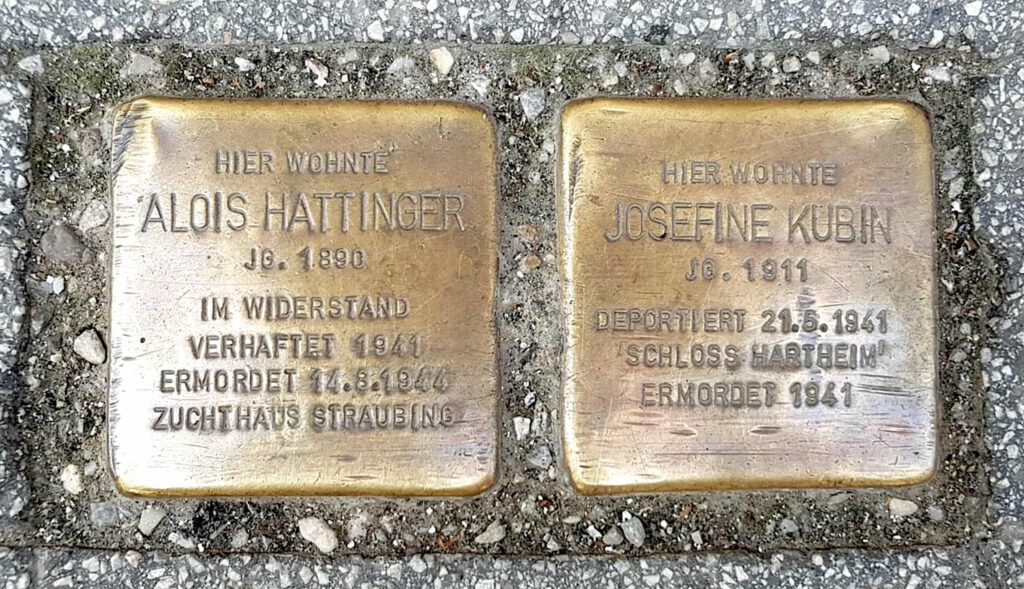 HIER WOHNTE
ALOIS HATTINGER
JG. 1890
IM WIDERSTAND
VERHAFTET 1941
ERMORDET 14.8.1944
ZUCHTHAUS STRAUBING
HIER WOHNTE
JOSEFINE KUBIN
JG. 1911
DEPORTIERT 21.5.1941
"SCHLOSS HARTHEIM"
ERMORDET 1941